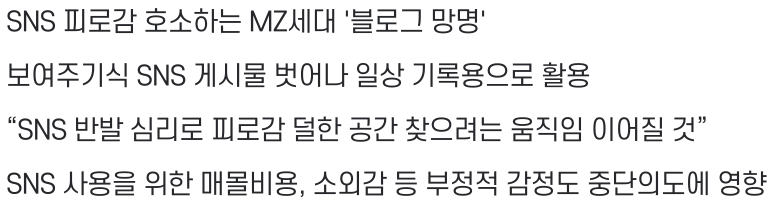 SNS 피로감 호소하는 MZ세대 '블로그 망명'
보여주기식 SNS 게시물 벗어나 일상 기록용으로 활용
“SNS 반발 심리로 피로감 덜한 공간 찾으려는 움직임 이어질 것”
SNS 사용을 위한 매몰비용, 소외감 등 부정적 감정도 중단의도에 영향